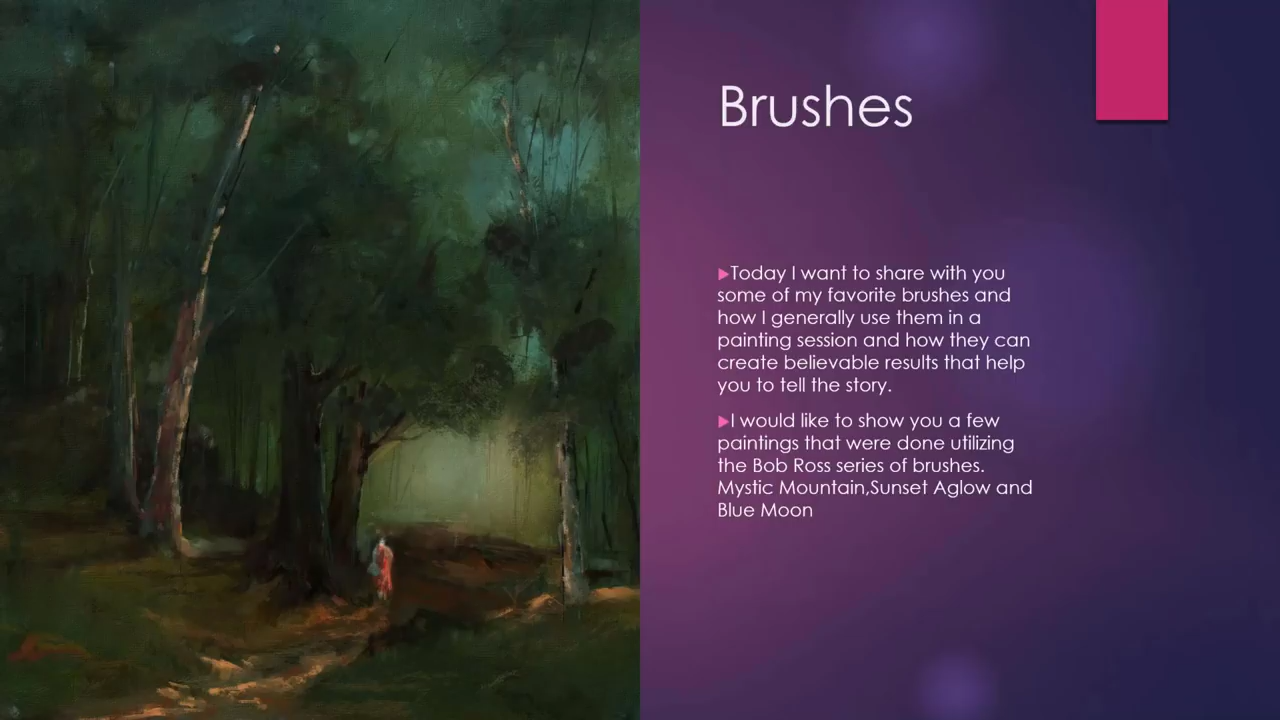 Brushes
▶Today I want to share with you
some of my favorite brushes and
how I generally use them in a
painting session and how they can
create believable results that help
you to tell the story.
▶I would like to show you a few
paintings that were done utilizing
the Bob Ross series of brushes.
Mystic Mountain,Sunset Aglow and
Blue Moon